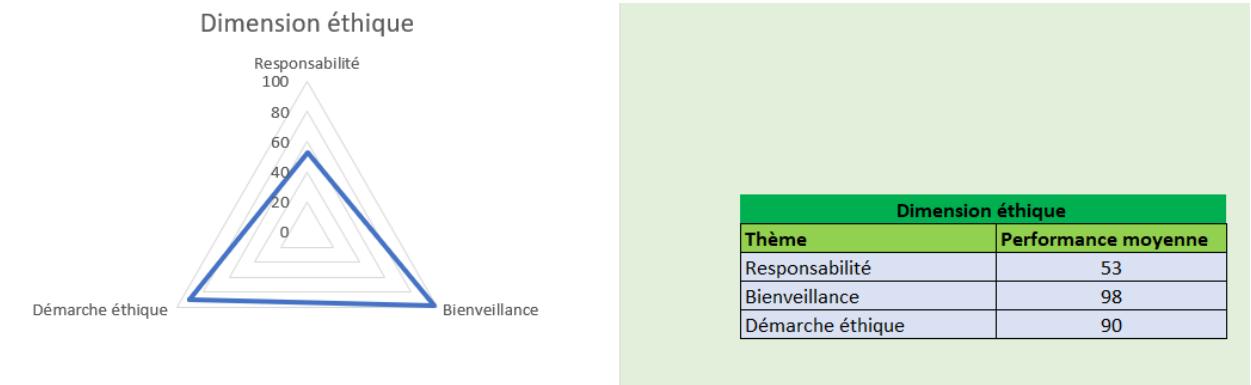 Dimension éthique
Responsabilité
100
80
60
40
20
0
Démarche éthique
Bienveillance
Dimension éthique
Thème Performance moyenne
Responsabilité 53
Bienveillance 98
Démarche éthique 90